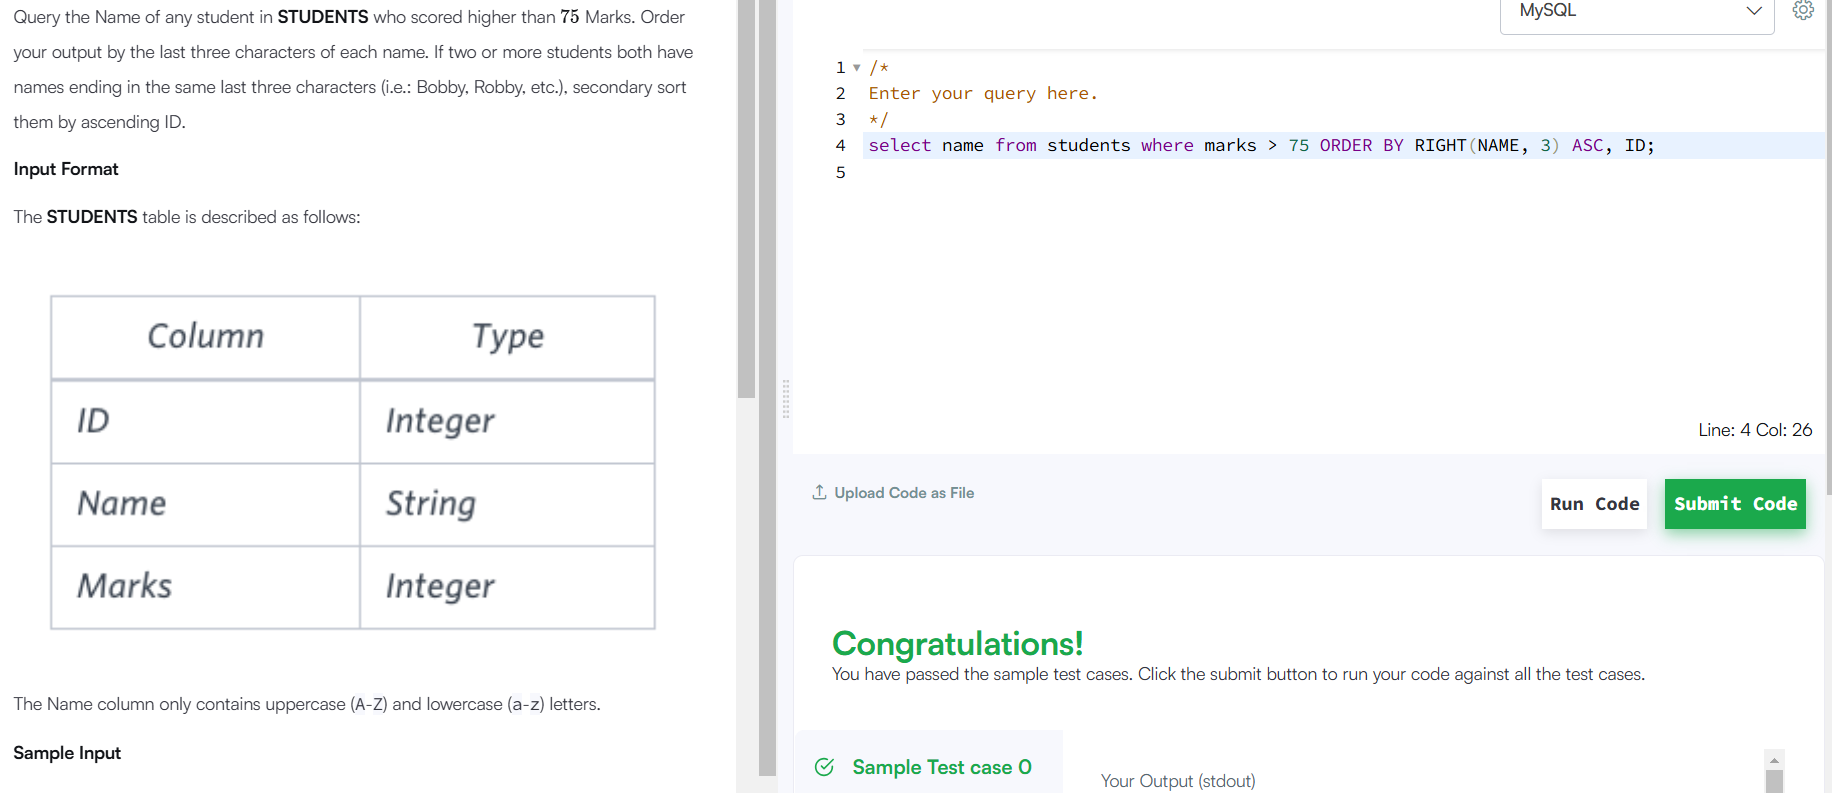 Query the Name of any student in STUDENTS who scored higher than 75 Marks. Order
your output by the last three characters of each name. If two or more students both have
names ending in the same last three characters (i.e.: Bobby, Robby, etc.), secondary sort
them by ascending ID.
Input Format
The STUDENTS table is described as follows:
Column Type
ID Integer
Name String
Marks Integer
The Name column only contains uppercase (A-Z) and lowercase (a-z) letters.
Sample Input
MySQL
1 /*
2 Enter your query here.
3 */
4 select name from students where marks > 75 ORDER BY RIGHT(NAME, 3) ASC, ID;
5
Line: 4 Col: 26
Upload Code as File
Run Code
Submit Code
Congratulations!
You have passed the sample test cases. Click the submit button to run your code against all the test cases.
Sample Test case 0
Your Output (stdout)